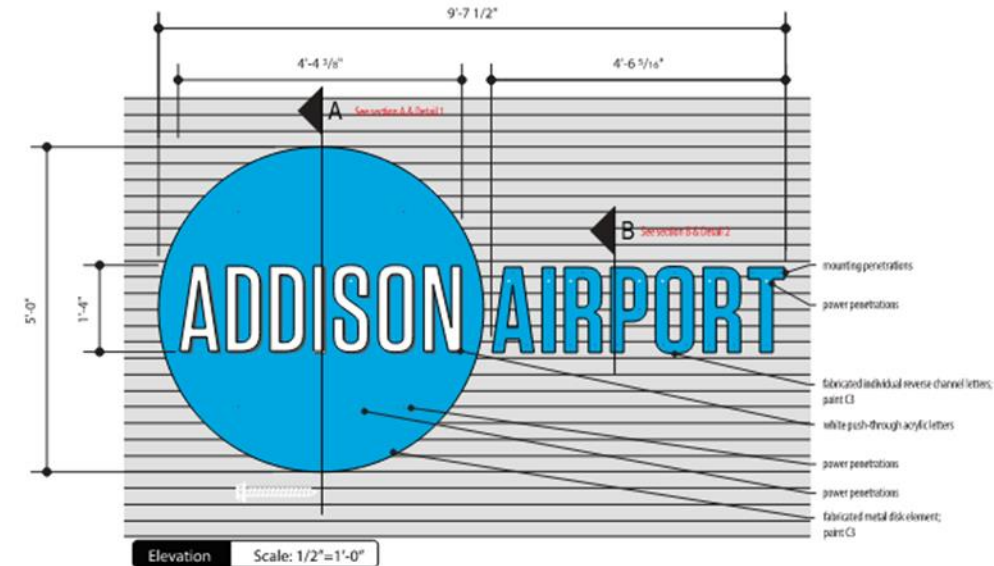 9'-7 1/2"
4'-4 3/8"
4'-6 5/16"
A See section A & Detail 1
B See section B & Detail 2
5'-0"
1'-4"
ADDISON AIRPORT
mounting penetrations
power penetrations
fabricated individual reverse channel letters;
paint C3
white push-through acrylic letters
power penetrations
power penetrations
fabricated metal disk element;
paint C3
Elevation Scale: 1/2"=1'-0"